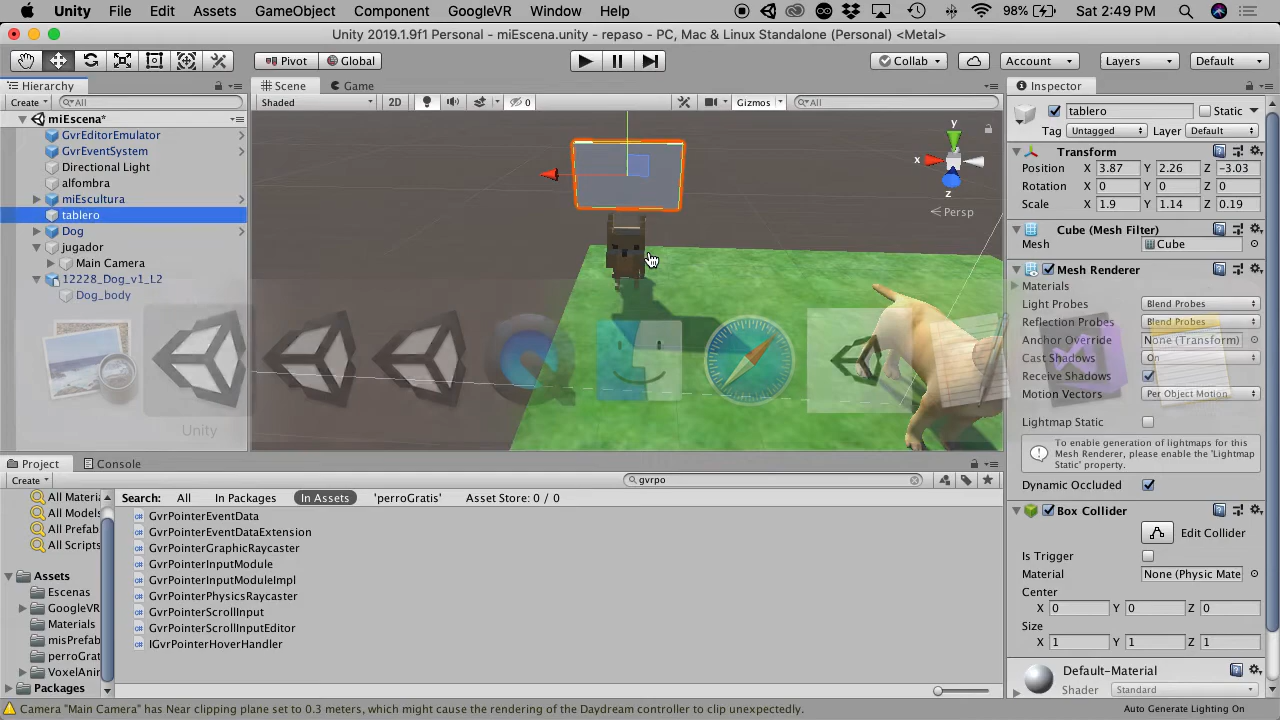 Unity File Edit Assets GameObject Component GoogleVR Window Help 98% Sat 2:49 PM
Unity 2019.1.9f1 Personal - miEscena.unity - repaso - PC, Mac & Linux Standalone (Personal) <Metal>
Pivot Global Collab Account Layers Default
Hierarchy Scene Game Inspector
Create All Shaded 2D 0 Gizmos All tablero Static
miEscena* Tag Untagged Layer Default
GvrEditorEmulator
GvrEventSystem Transform
Directional Light Position X 3.87 Y 2.26 Z -3.03
alfombra Rotation X 0 Y 0 Z 0
miEscultura Scale X 1.9 Y 1.14 Z 0.19
tablero
Dog Cube (Mesh Filter)
jugador Mesh Cube
Main Camera Mesh Renderer
12228_Dog_v1_L2 Materials
Dog_body Light Probes Blend Probes
y
x
z
Persp
Reflection Probes Blend Probes
Anchor Override None (Transform)
Cast Shadows On
Receive Shadows
Motion Vectors Per Object Motion
Lightmap Static
Unity
To enable generation of lightmaps for this
Mesh Renderer, please enable the 'Lightmap
Static' property.
Dynamic Occluded
Project Console
Create gvrpo
Search: All In Packages In Assets 'perroGratis' Asset Store: 0 / 0
All Materi
All Models
All Prefab
All Scripts
Assets
Escenas
GoogleVR
Materials
misPrefab
perroGrat
VoxelAnir
Packages
GvrPointerEventData
GvrPointerEventDataExtension
GvrPointerGraphicRaycaster
GvrPointerInputModule
GvrPointerInputModuleImpl
GvrPointerPhysicsRaycaster
GvrPointerScrollInput
GvrPointerScrollInputEditor
IGvrPointerHoverHandler
Box Collider
Edit Collider
Is Trigger
Material None (Physic Mate
Center
X 0 Y 0 Z 0
Size
X 1 Y 1 Z 1
Default-Material
Shader Standard
Camera "Main Camera" has Near clipping plane set to 0.3 meters, which might cause the rendering of the Daydream controller to clip unexpectedly. Auto Generate Lighting On